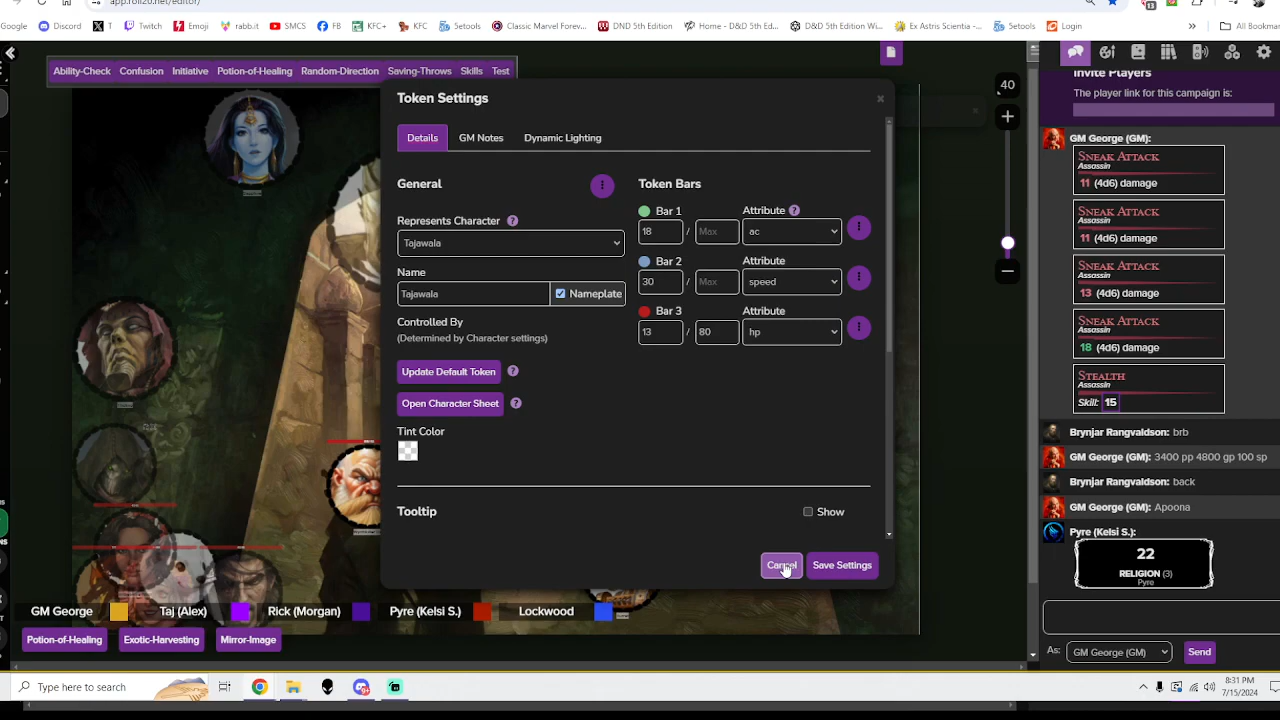 app.roll20.net/editor/
Google
Discord
X T
Twitch
Emoji
rabb.it
SMCS
FB
KFC+
KFC
5etools
Classic Marvel Forev...
DND 5th Edition
Home - D&D 5th Ed...
D&D 5th Edition Wi...
Ex Astris Scientia -...
5etools
Login
»
All Bookmar
Ability-Check Confusion Initiative Potion-of-Healing Random-Direction Saving-Throws Skills Test
Token Settings
×
Details GM Notes Dynamic Lighting
General
Represents Character ?
Tajawala
Name
Tajawala
Nameplate
Controlled By
(Determined by Character settings)
Update Default Token ?
Open Character Sheet ?
Tint Color
Token Bars
Bar 1 Attribute ?
18 / Max ac
Bar 2 Attribute
30 / Max speed
Bar 3 Attribute
13 / 80 hp
Tooltip
Show
Cancel Save Settings
40
+
−
Invite Players
The player link for this campaign is:
GM George (GM):
Sneak Attack
Assassin
11 (4d6) damage
Sneak Attack
Assassin
11 (4d6) damage
Sneak Attack
Assassin
13 (4d6) damage
Sneak Attack
Assassin
18 (4d6) damage
Stealth
Assassin
Skill: 15
Brynjar Rangvaldson: brb
GM George (GM): 3400 pp 4800 gp 100 sp
Brynjar Rangvaldson: back
GM George (GM): Apoona
Pyre (Kelsi S.):
22
RELIGION (3)
Pyre
As: GM George (GM) Send
GM George Taj (Alex) Rick (Morgan) Pyre (Kelsi S.) Lockwood
Potion-of-Healing Exotic-Harvesting Mirror-Image
Type here to search
8:31 PM
7/15/2024